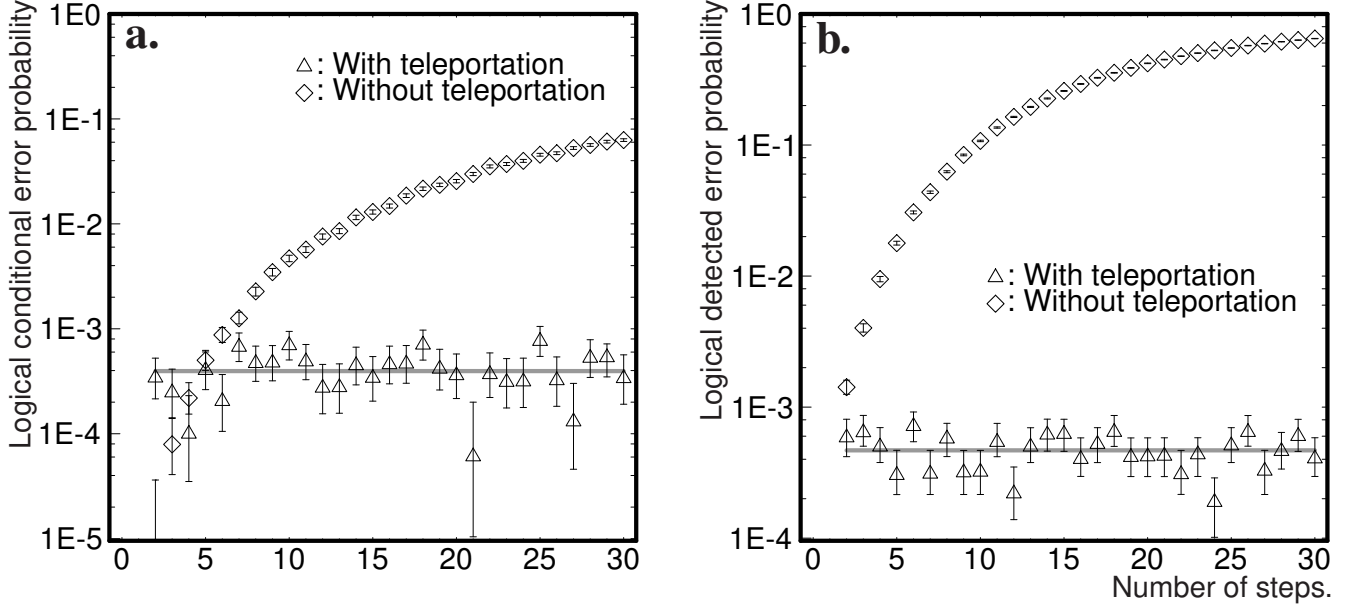 a.
Logical conditional error probability
1E0
1E-1
1E-2
1E-3
1E-4
1E-5
△: With teleportation
◇: Without teleportation
0 5 10 15 20 25 30
b.
Logical detected error probability
1E0
1E-1
1E-2
1E-3
1E-4
△: With teleportation
◇: Without teleportation
0 5 10 15 20 25 30
Number of steps.